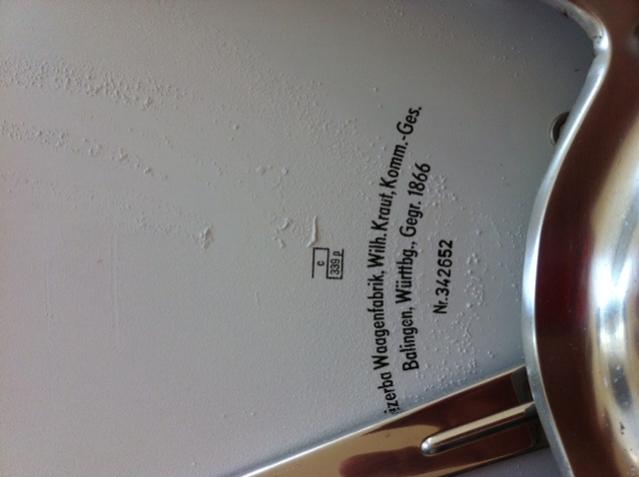 izerba Waagenfabrik, Wilh. Kraut, Komm.-Ges.
Balingen, Württbg., Gegr. 1866
Nr. 342652
c
339 p